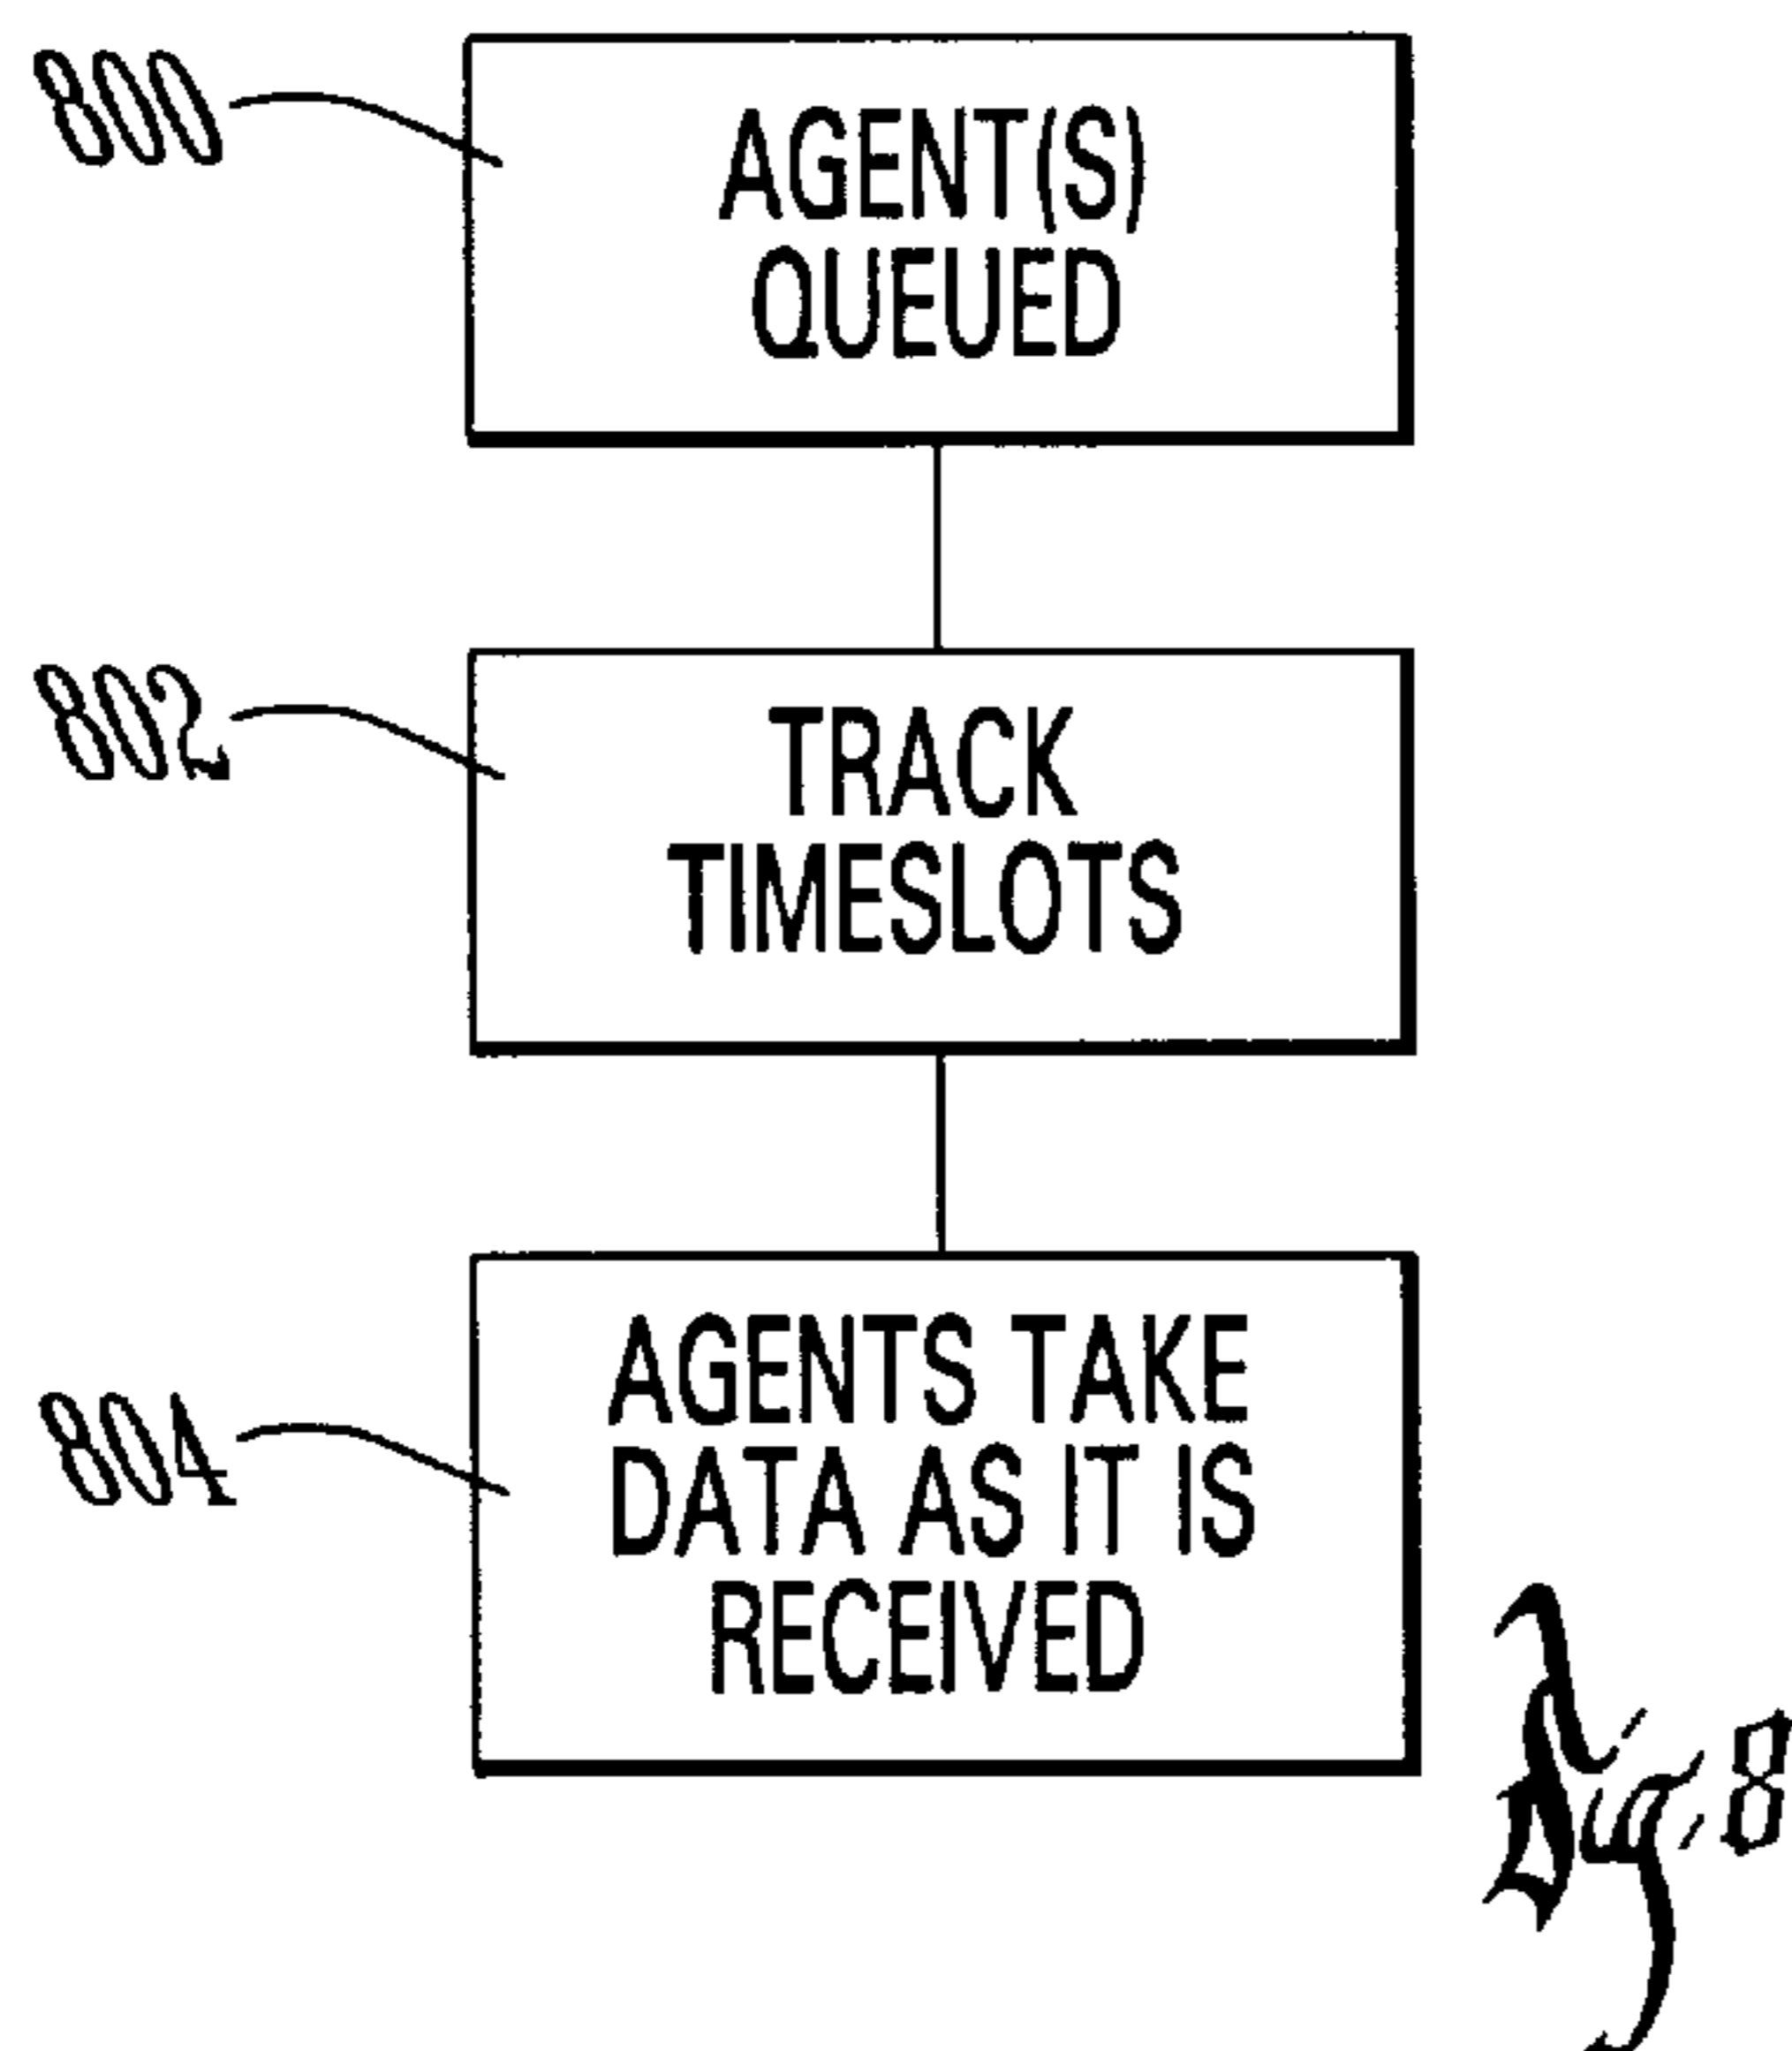 800
AGENT(S)
QUEUED
802
TRACK
TIMESLOTS
804
AGENTS TAKE
DATA AS IT IS
RECEIVED
Fig. 8